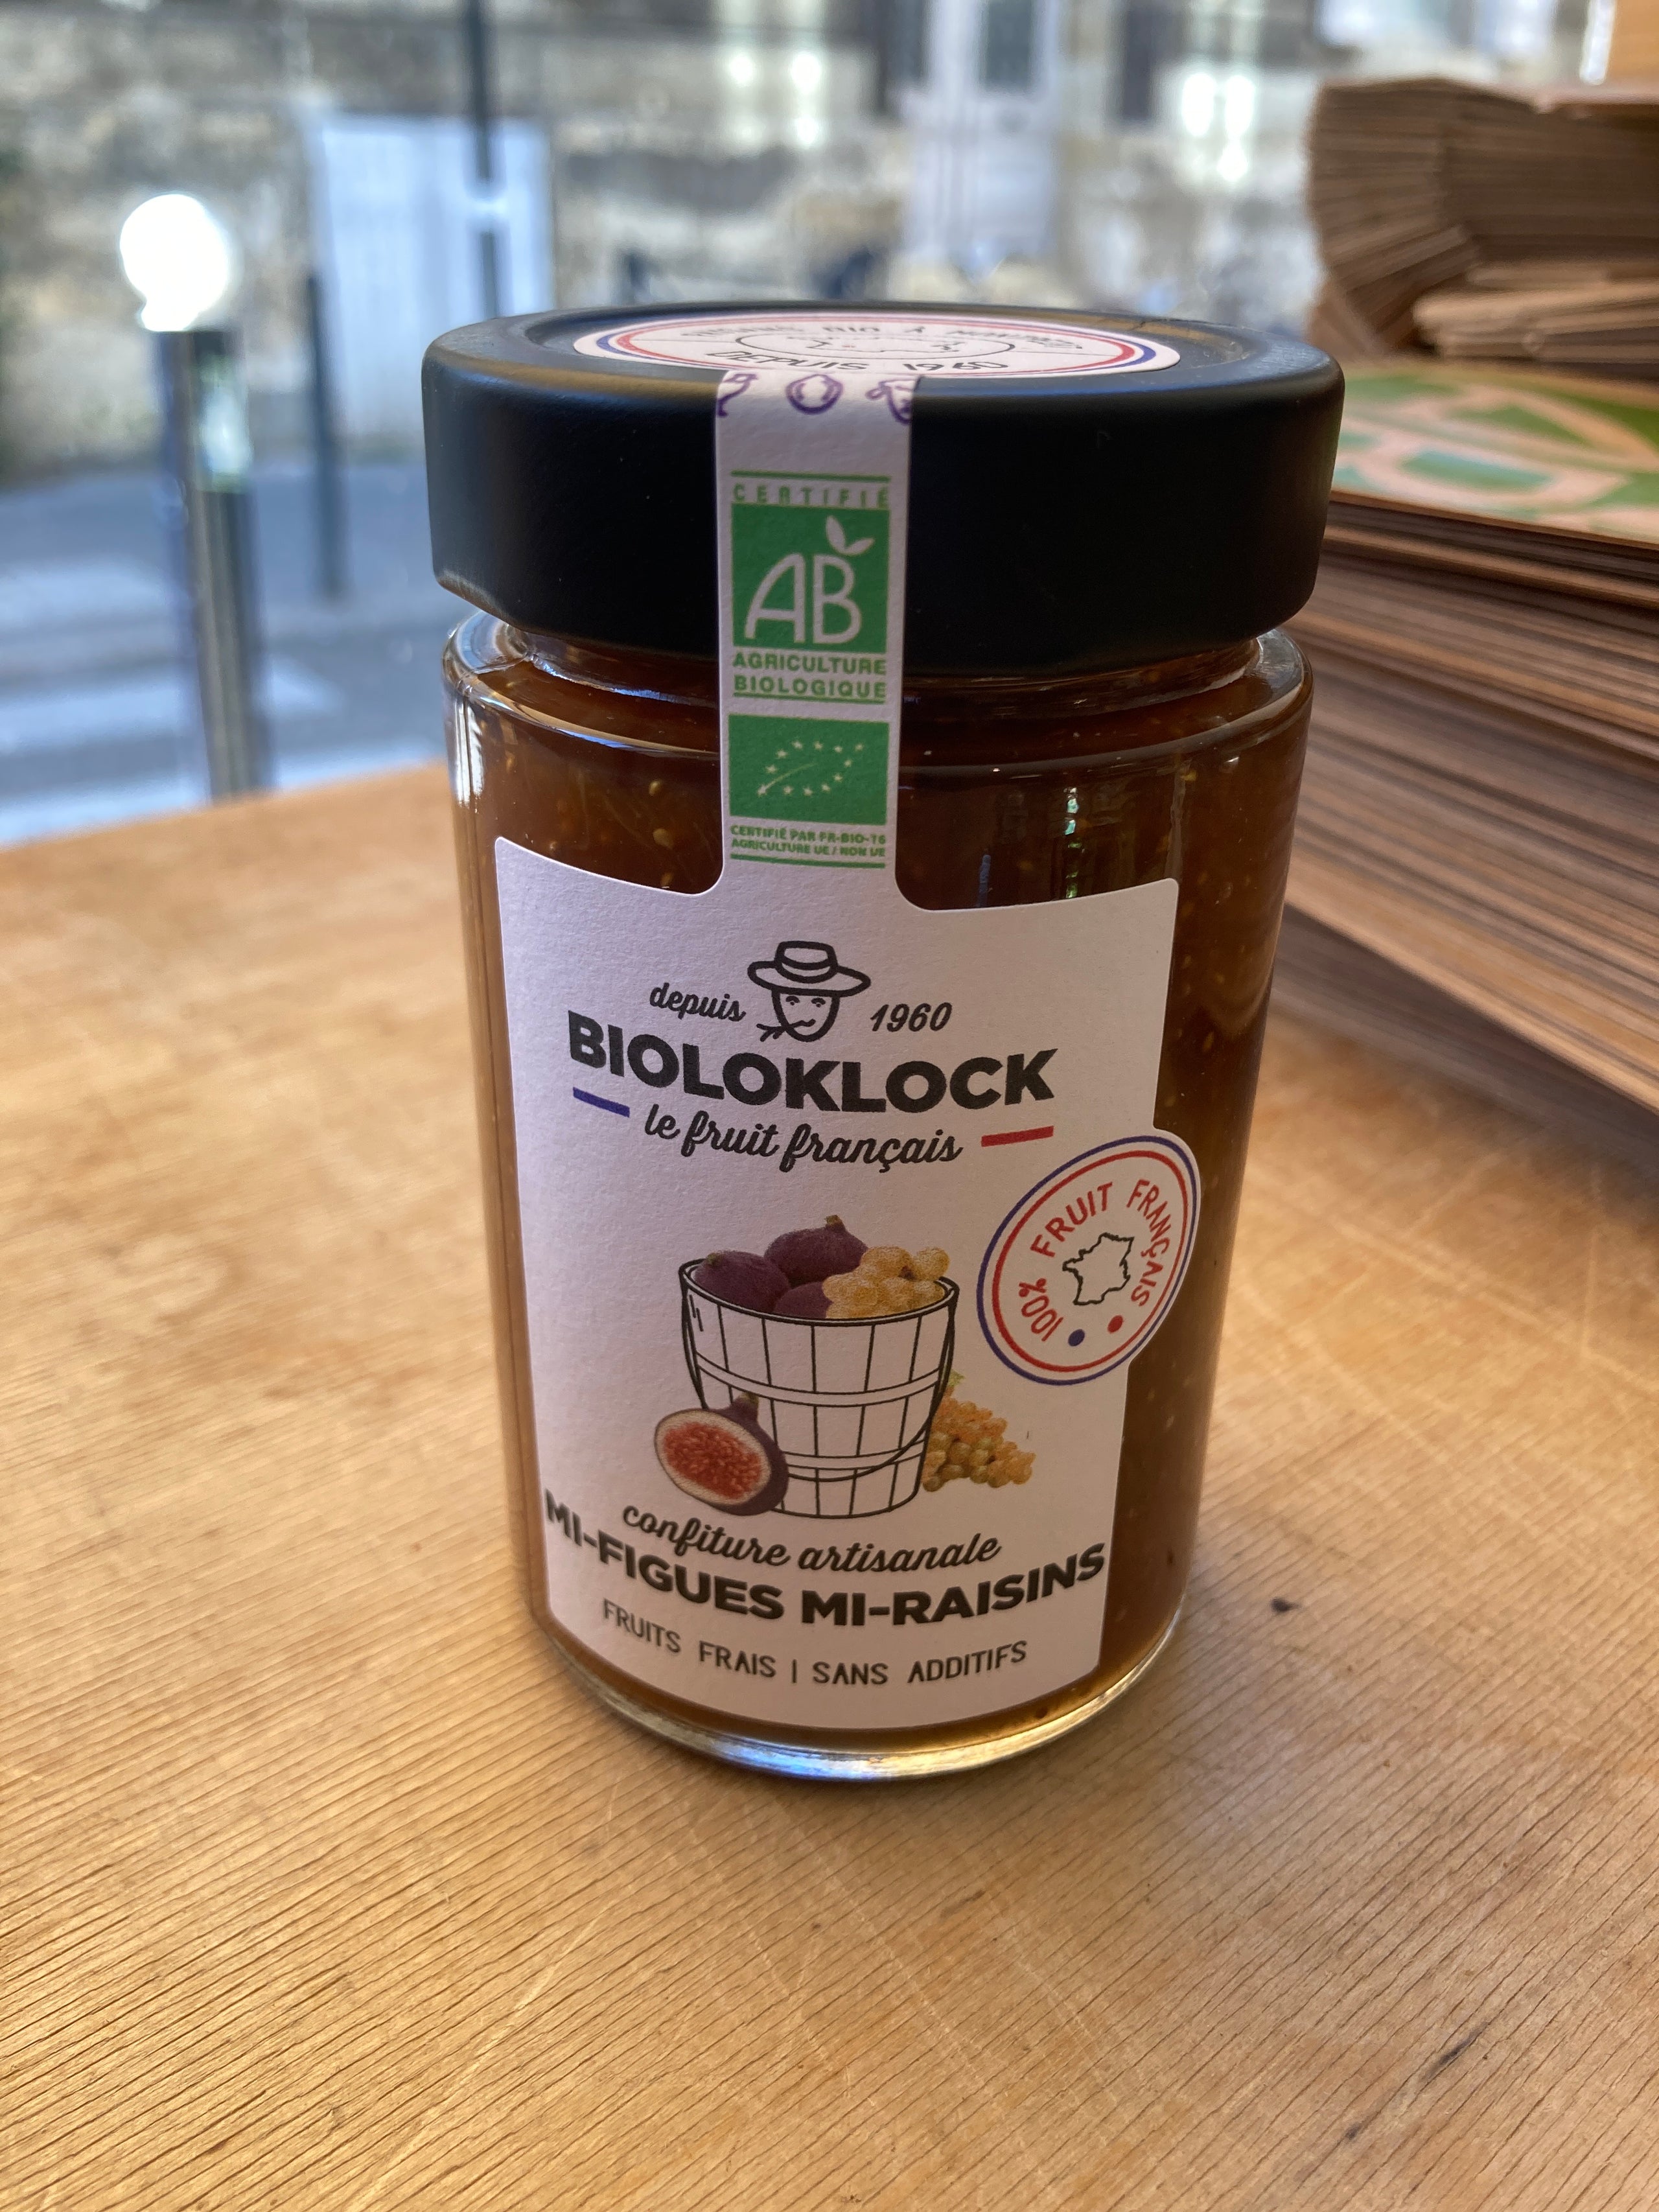 BIO À
DEPUIS 1960
CERTIFIÉ
AB
AGRICULTURE
BIOLOGIQUE
CERTIFIÉ PAR FR-BIO-16
AGRICULTURE UE / NON UE
depuis 1960
BIOLOKLOCK
le fruit français
100% FRUIT FRANÇAIS
confiture artisanale
MI-FIGUES MI-RAISINS
FRUITS FRAIS | SANS ADDITIFS